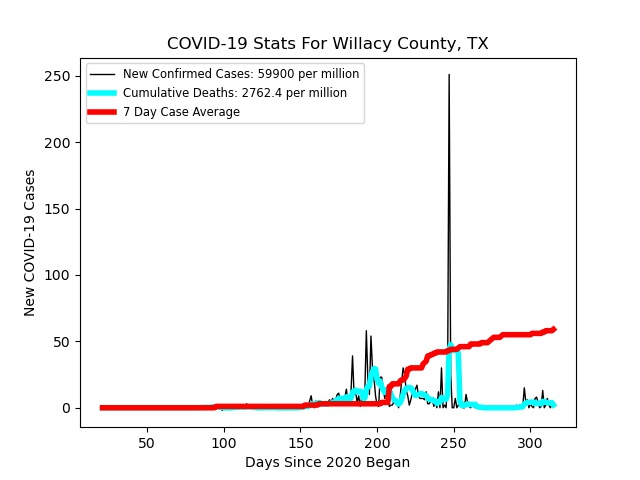 COVID-19 Stats For Willacy County, TX
New Confirmed Cases: 59900 per million
Cumulative Deaths: 2762.4 per million
7 Day Case Average
250
200
150
100
50
0
New COVID-19 Cases
50 100 150 200 250 300
Days Since 2020 Began